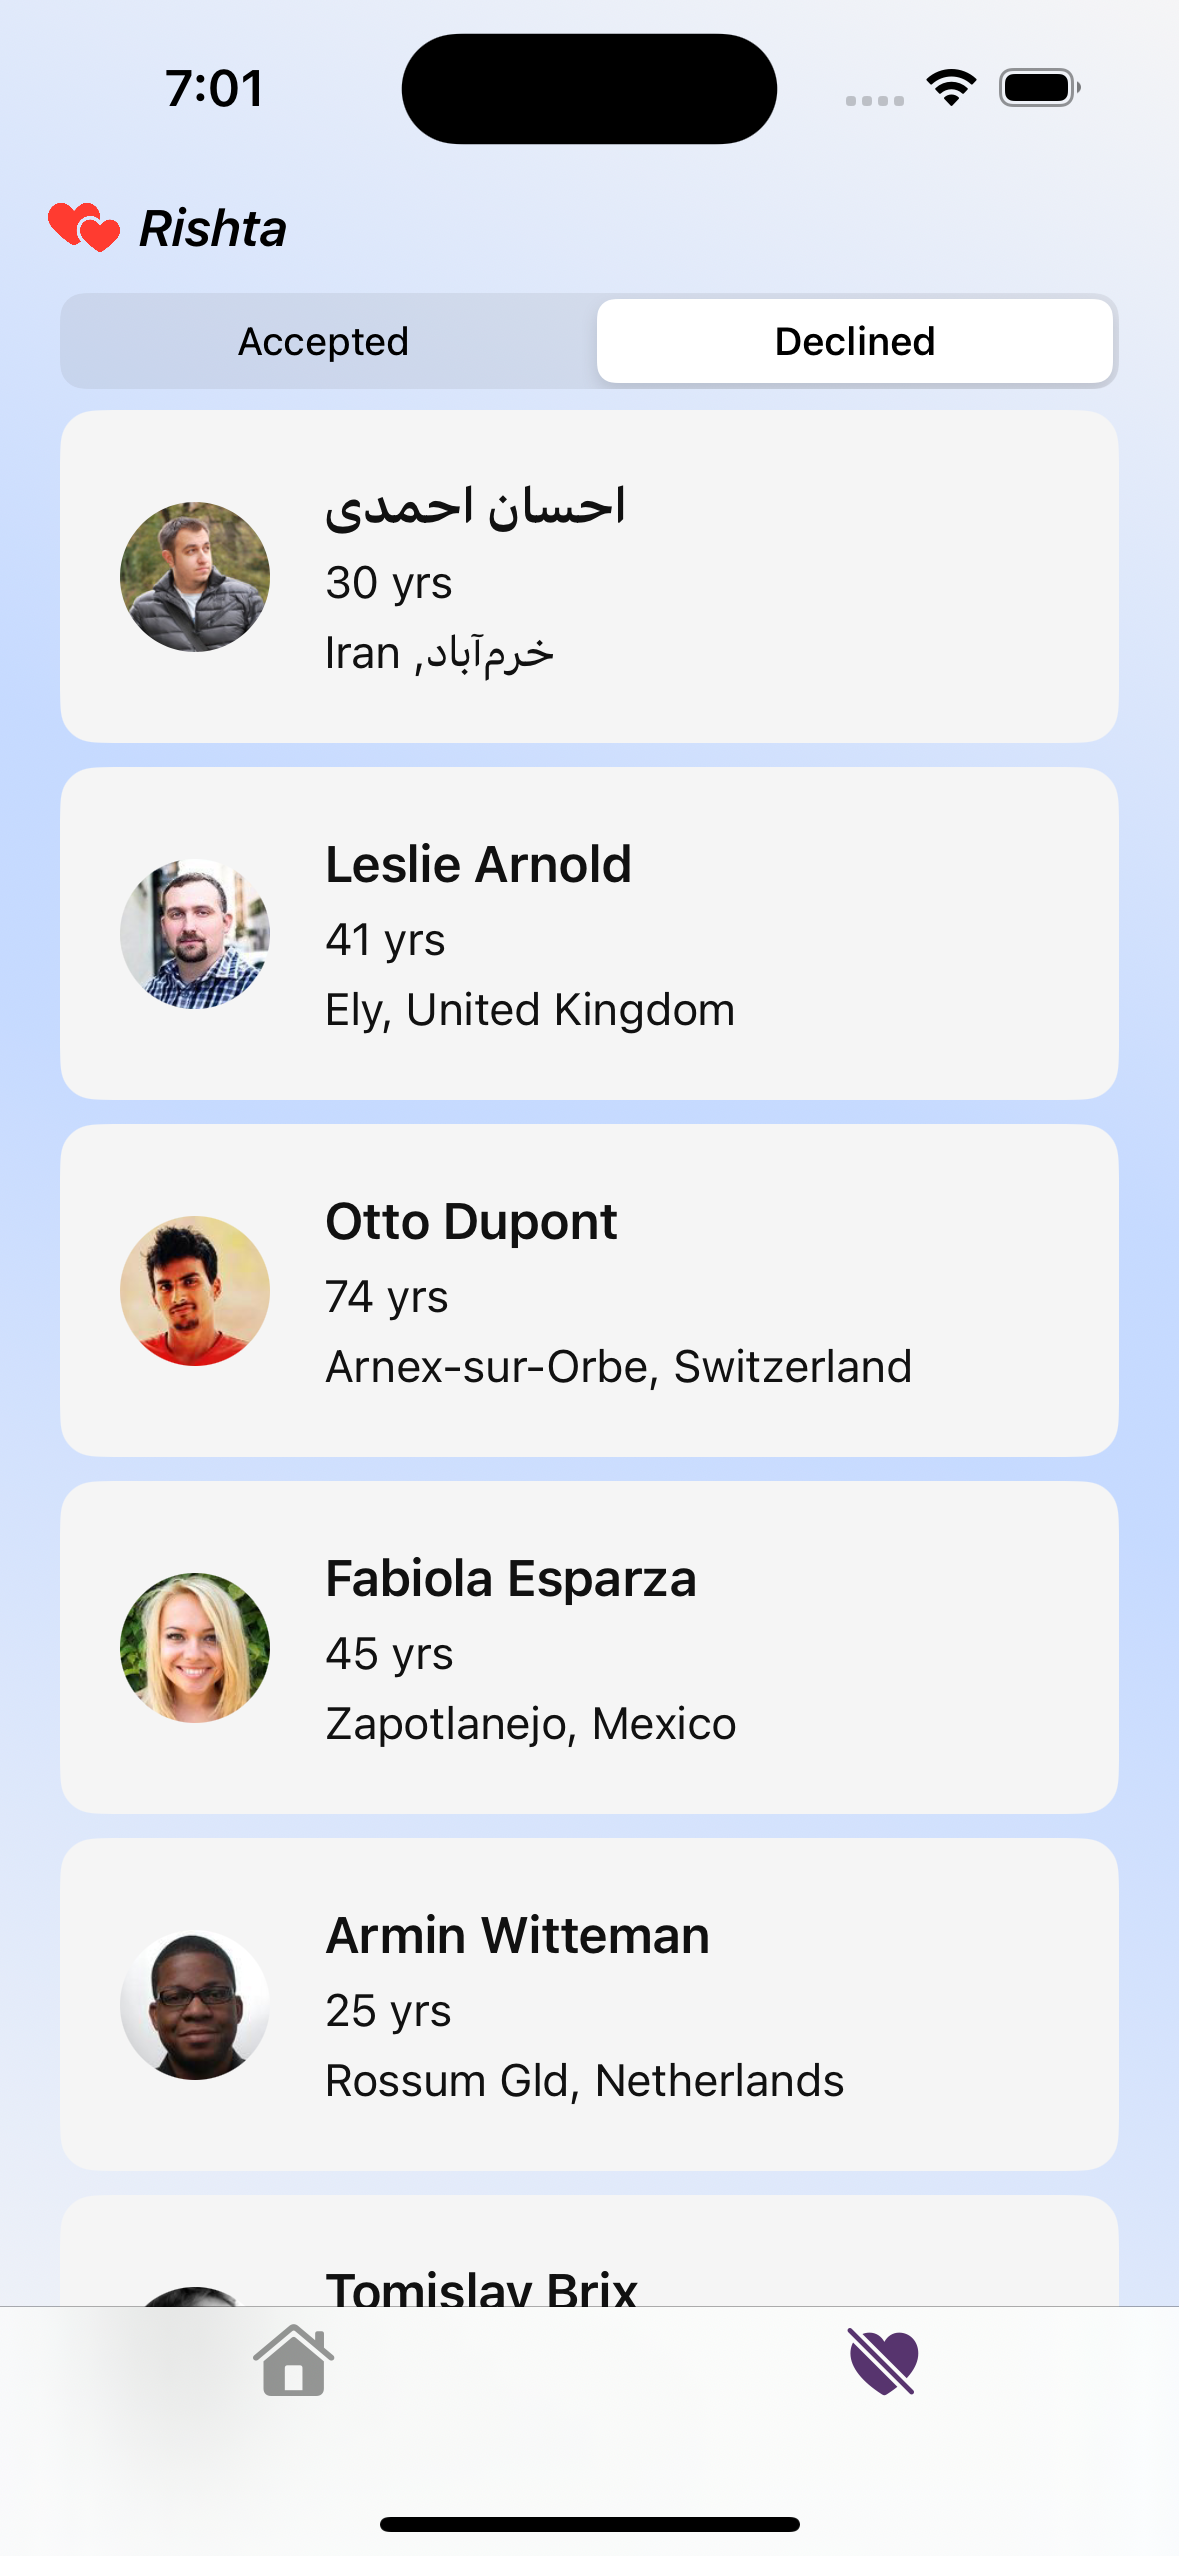 7:01
Rishta
Accepted
Declined
احسان احمدی
30 yrs
خرم‌آباد, Iran
Leslie Arnold
41 yrs
Ely, United Kingdom
Otto Dupont
74 yrs
Arnex-sur-Orbe, Switzerland
Fabiola Esparza
45 yrs
Zapotlanejo, Mexico
Armin Witteman
25 yrs
Rossum Gld, Netherlands
Tomislav Brix